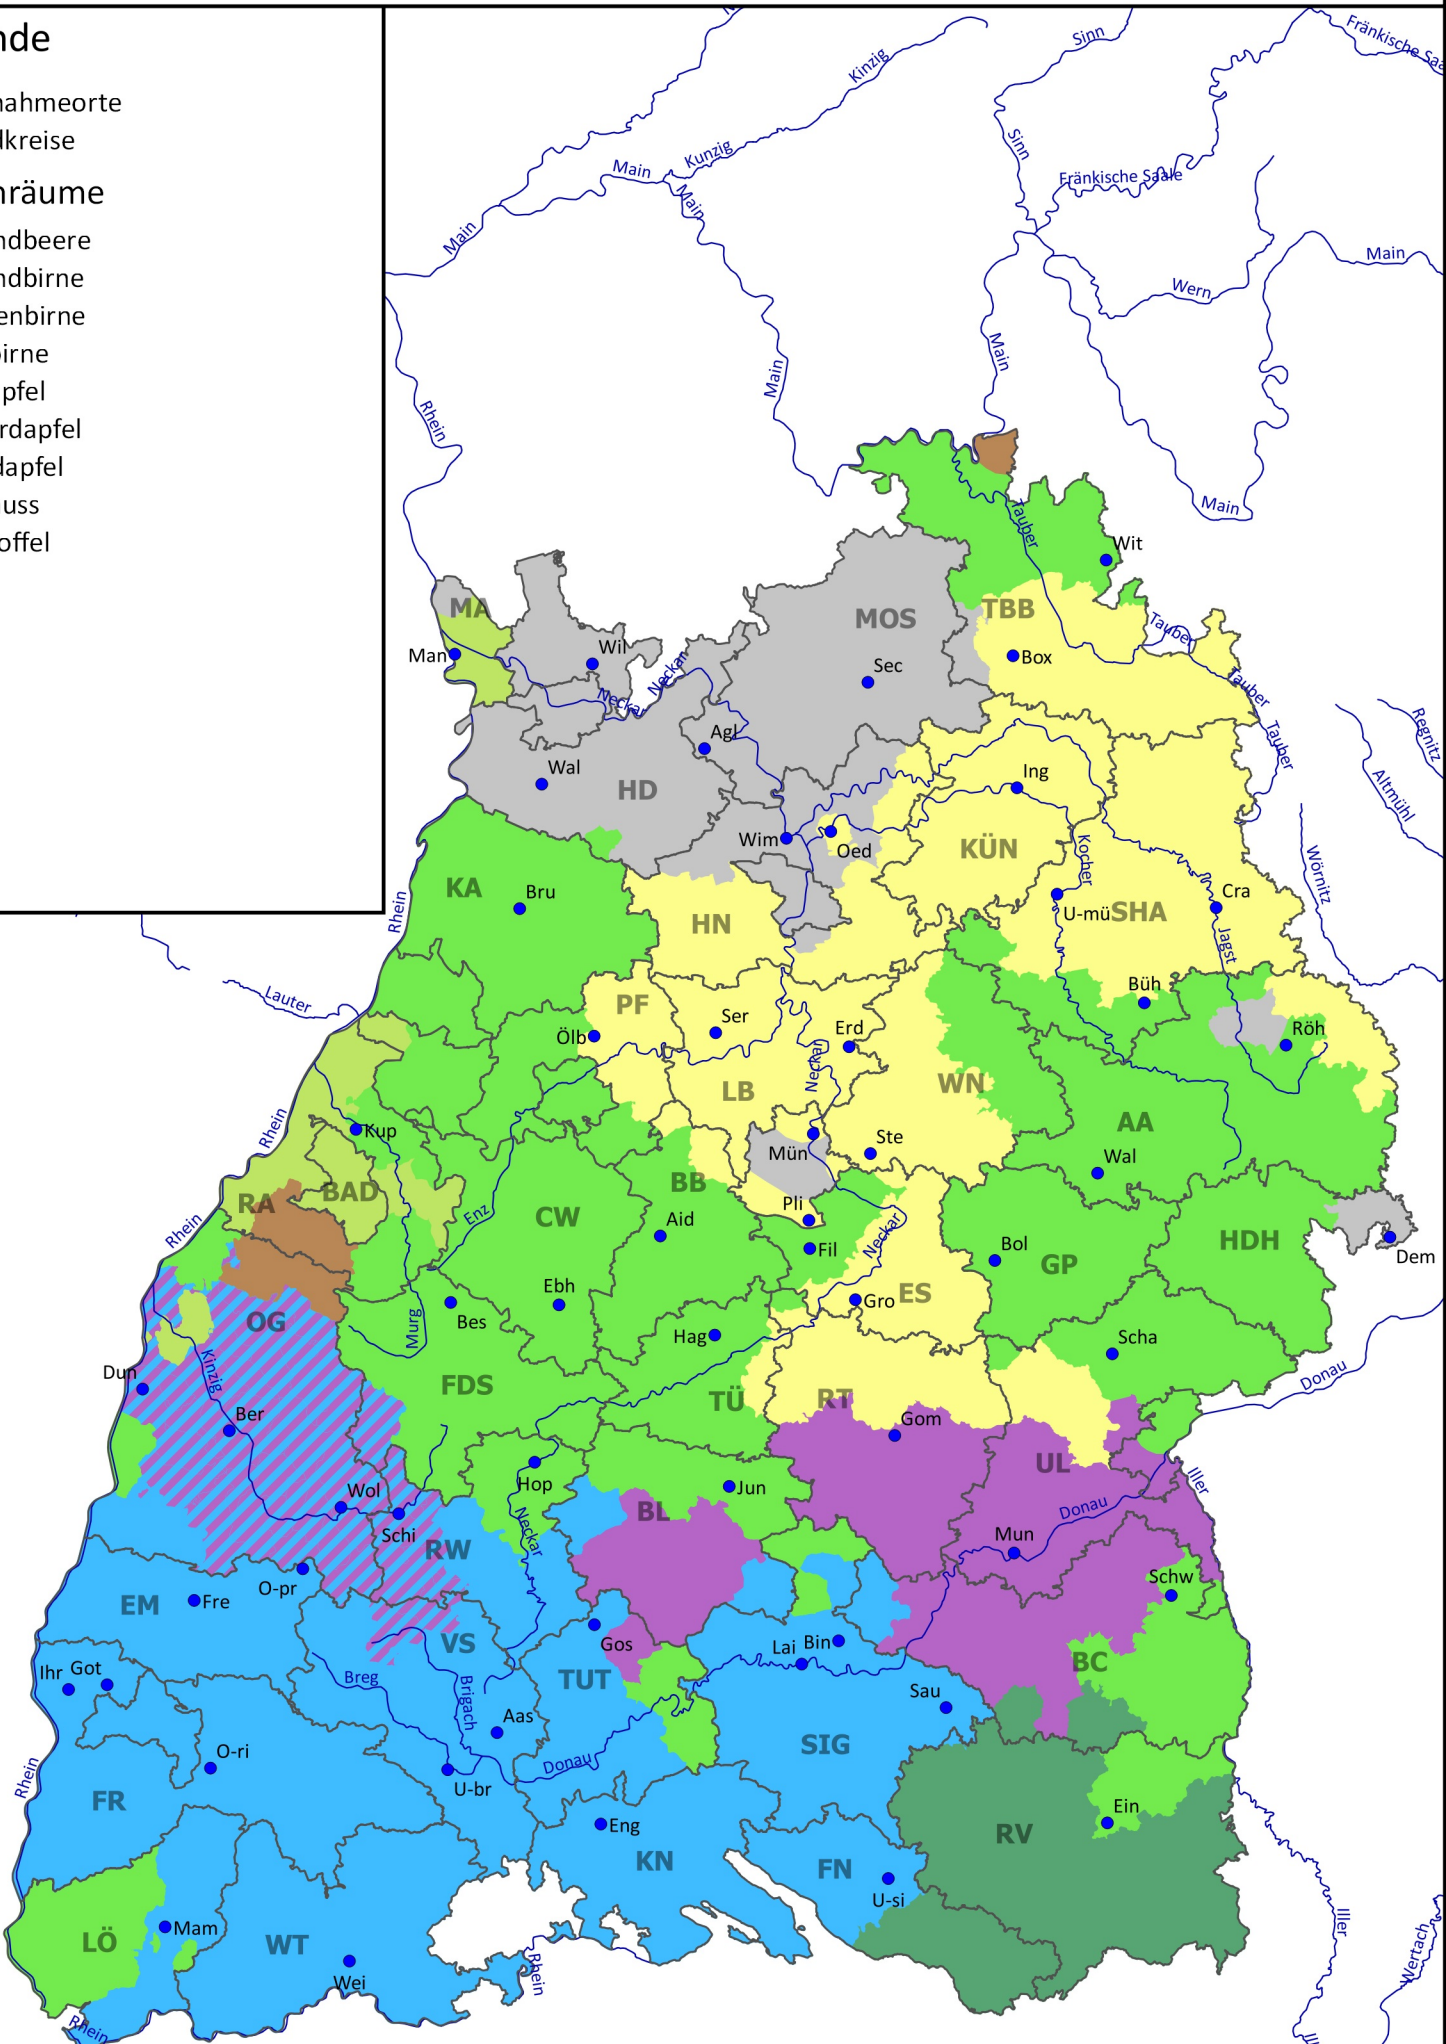 nde
nahmeorte
dkreise
nräume
ndbeere
ndbirne
enbirne
birne
pfel
rdapfel
dapfel
uss
offel
Kinzig
Sinn
Fränkische Saa
Sinn
Main
Kunzig
Fränkische Saale
Main
Main
Main
Wern
Main
Main
Rhein
Main
Tauber
Wit
MA
MOS
TBB
Tauber
Man
Wil
Neckar
Sec
Box
Neckar
Tauber
Agl
Tauber
Regnitz
Wal
HD
Ing
Altmühl
Wim
Oed
KÜN
Kocher
Wörnitz
KA
Bru
Rhein
HN
U-mü
SHA
Cra
Jagst
Lauter
PF
Büh
Ölb
Ser
Erd
Röh
Neckar
LB
WN
Rhein
Kup
AA
Mün
Ste
Wal
RA
BAD
BB
Rhein
Enz
CW
Aid
Pli
Neckar
Fil
Bol
GP
HDH
Dem
Ebh
OG
Bes
Murg
Gro
ES
Hag
Scha
Kinzig
Dun
FDS
TÜ
RT
Donau
Ber
Gom
UL
Iller
Wol
Hop
Jun
BL
Donau
Schi
Neckar
RW
Mun
O-pr
Schw
EM
Fre
VS
Gos
Lai
Bin
Ihr
Got
Breg
TUT
BC
Brigach
Sau
Aas
O-ri
SIG
Rhein
Donau
U-br
FR
Ein
Eng
RV
KN
FN
U-si
LÖ
Mam
WT
Iller
Wertach
Wei
Rhein
Rhein